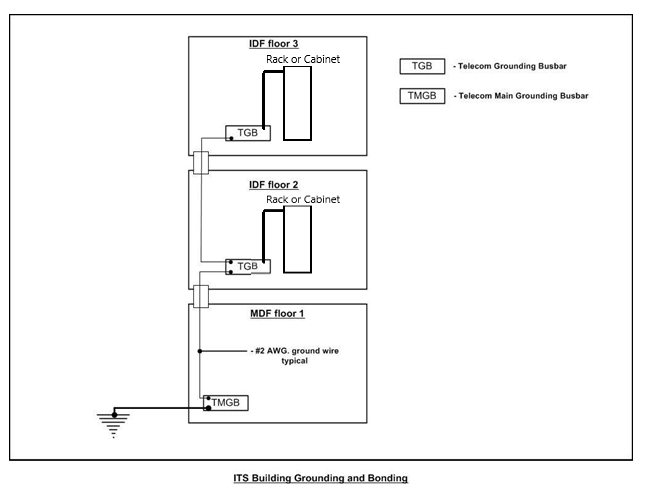 IDF floor 3
Rack or Cabinet
TGB
TGB - Telecom Grounding Busbar
TMGB - Telecom Main Grounding Busbar
IDF floor 2
Rack or Cabinet
TGB
MDF floor 1
- #2 AWG. ground wire
typical
TMGB
ITS Building Grounding and Bonding